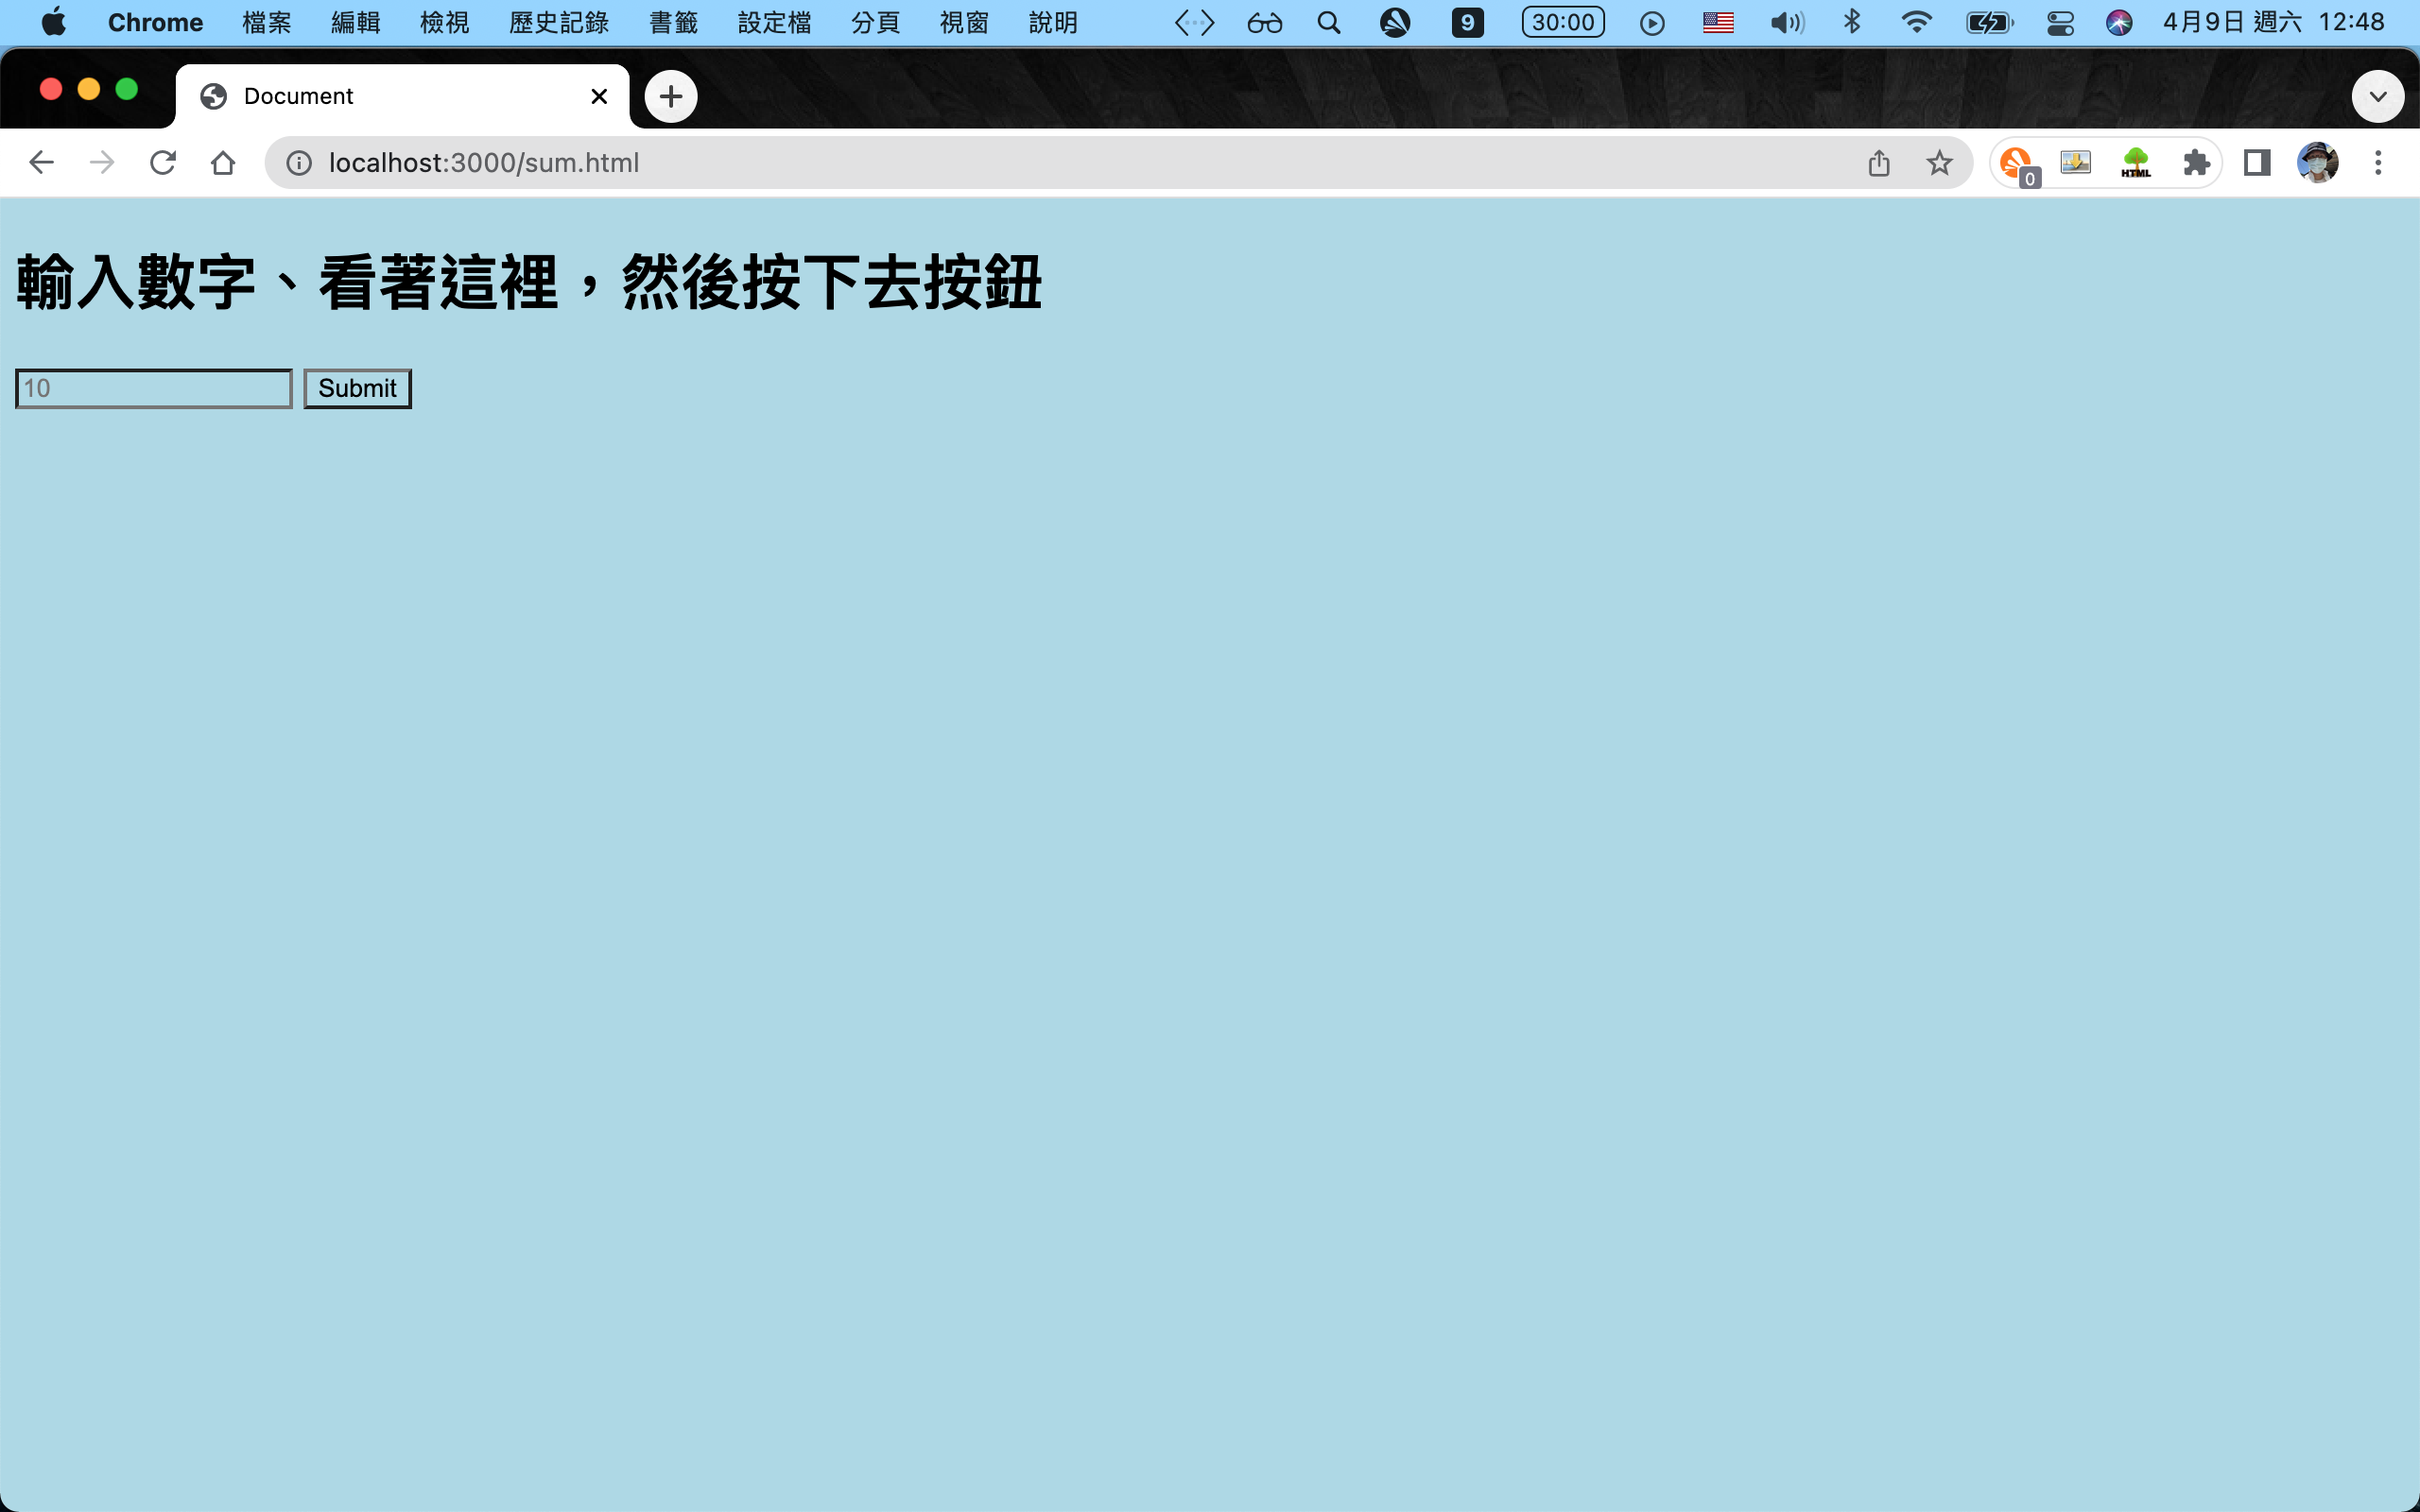 Chrome 檔案 編輯 檢視 歷史記錄 書籤 設定檔 分頁 視窗 說明 9 30:00 4月9日 週六 12:48
Document
localhost:3000/sum.html 0 HTML
輸入數字、看著這裡，然後按下去按鈕
10 Submit